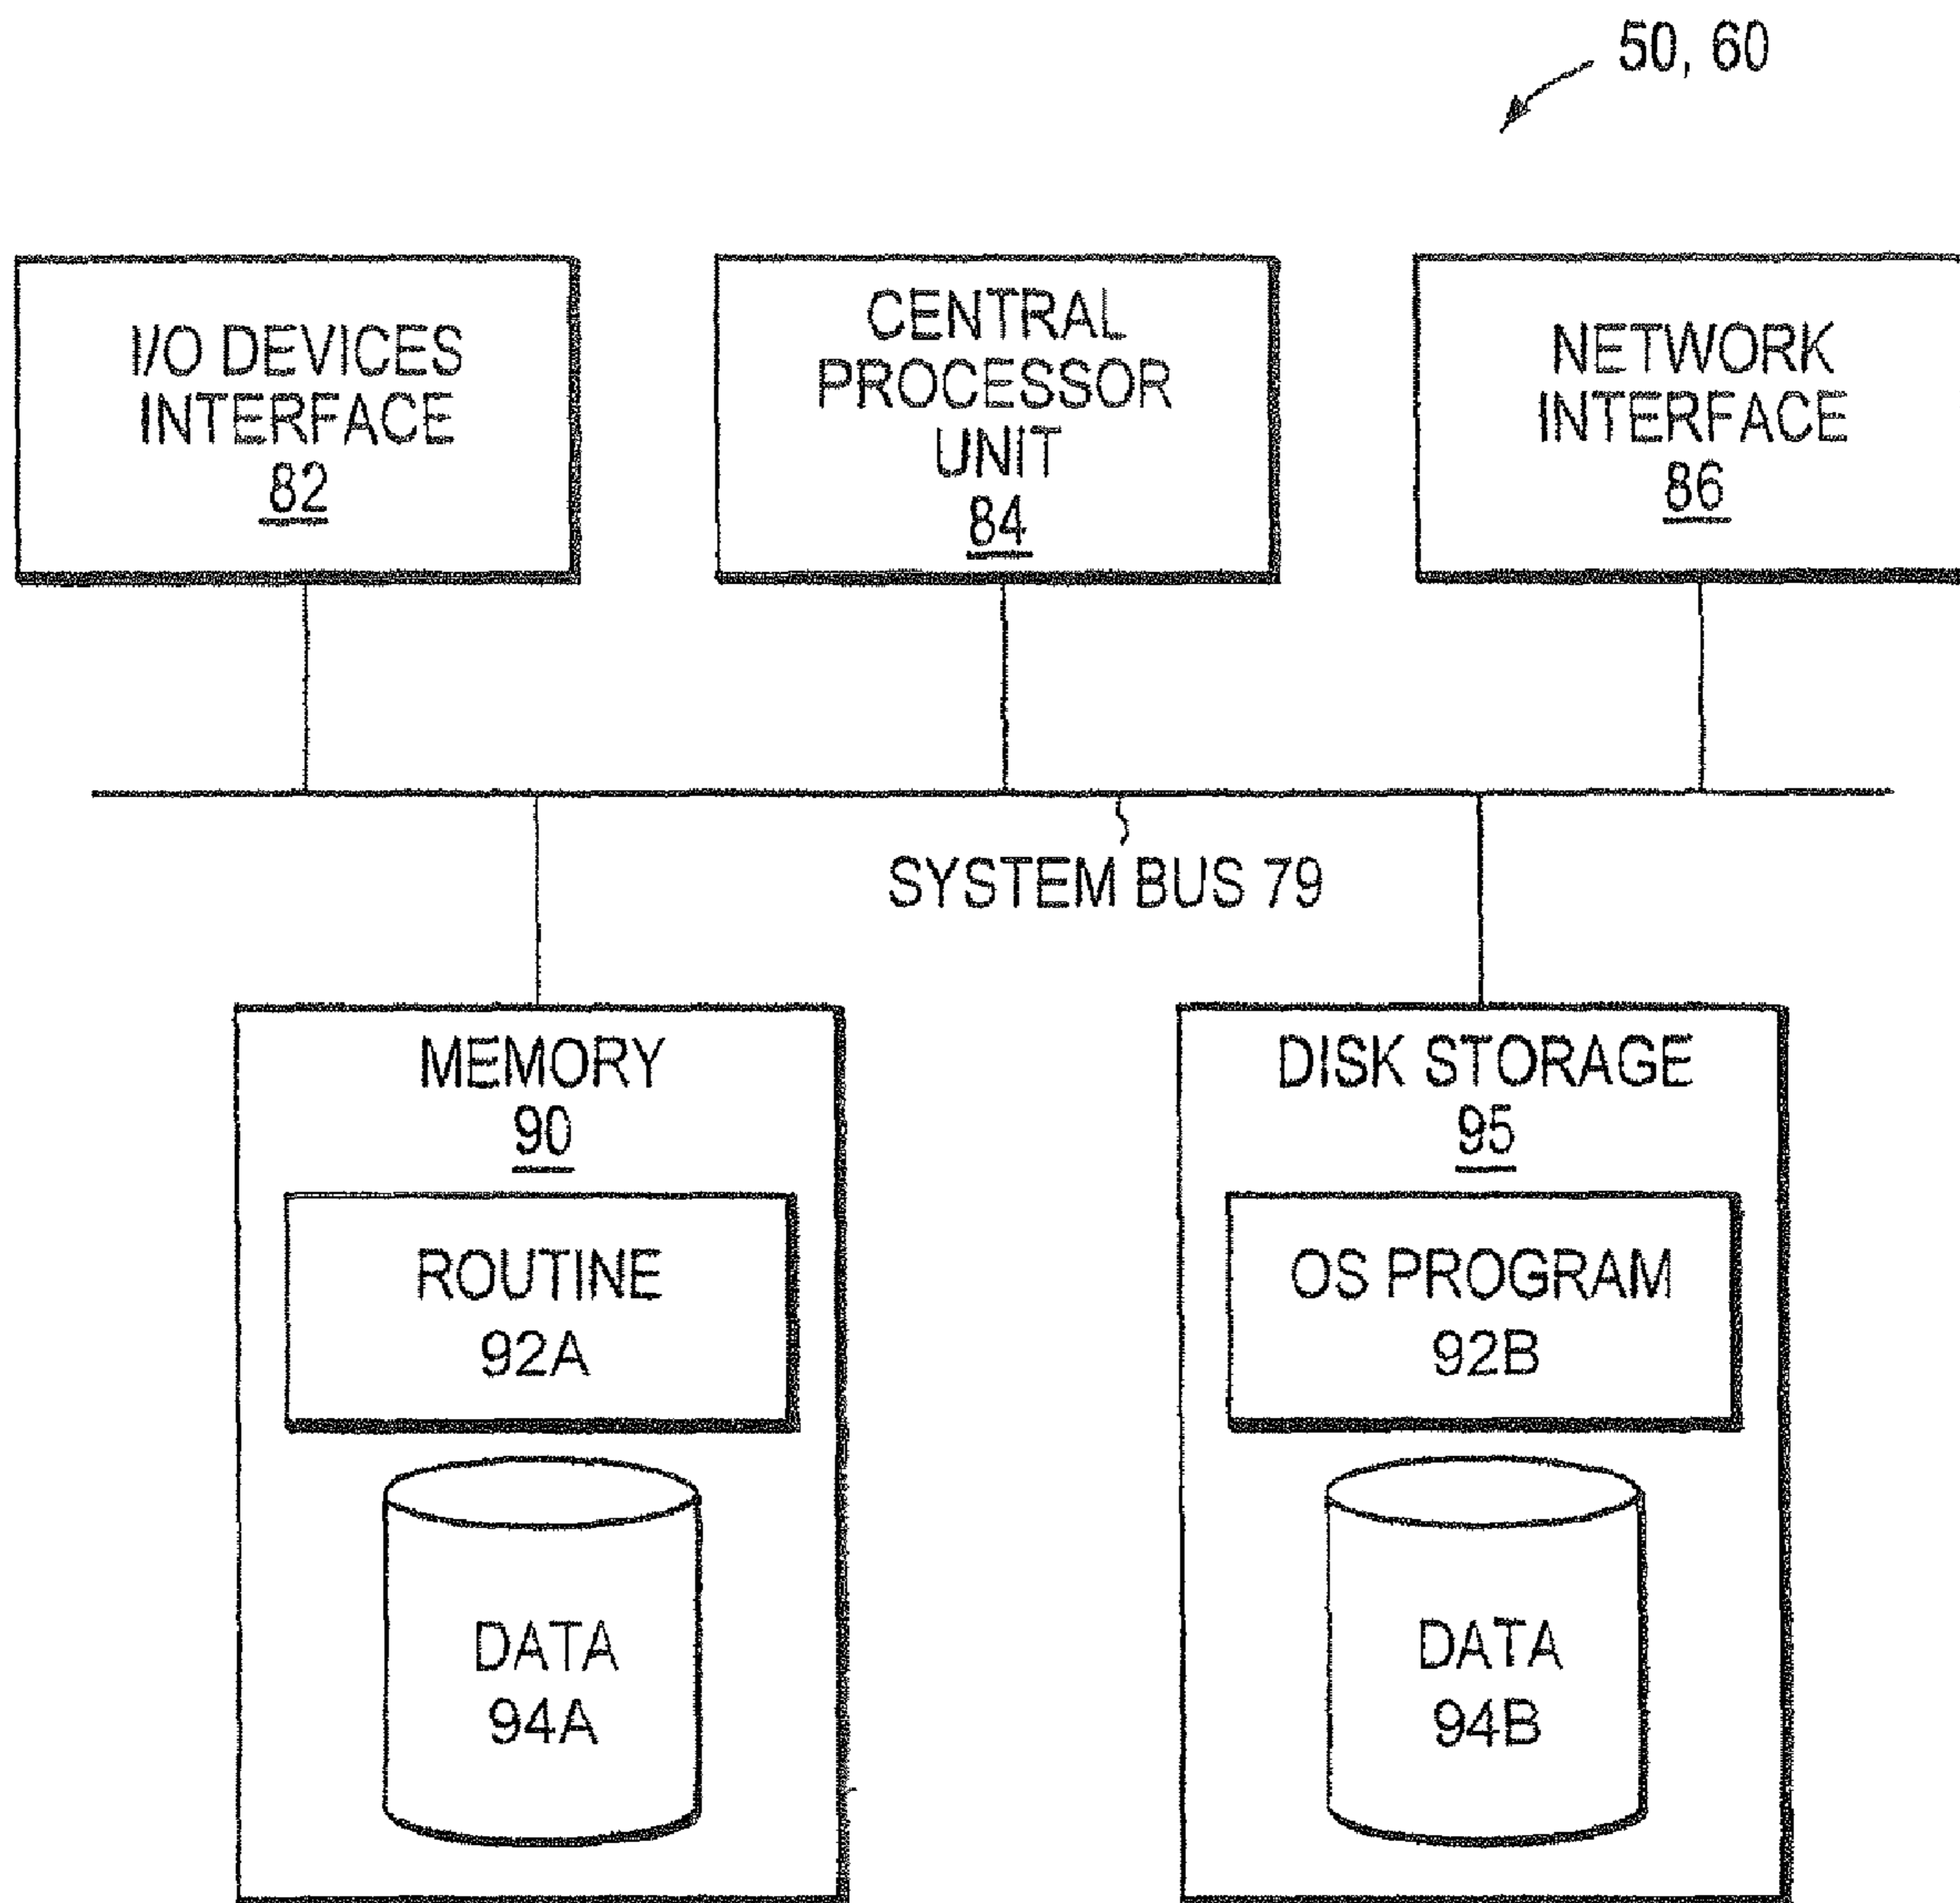 50, 60
I/O DEVICES
INTERFACE
82
CENTRAL
PROCESSOR
UNIT
84
NETWORK
INTERFACE
86
SYSTEM BUS 79
MEMORY
90
ROUTINE
92A
DATA
94A
DISK STORAGE
95
OS PROGRAM
92B
DATA
94B